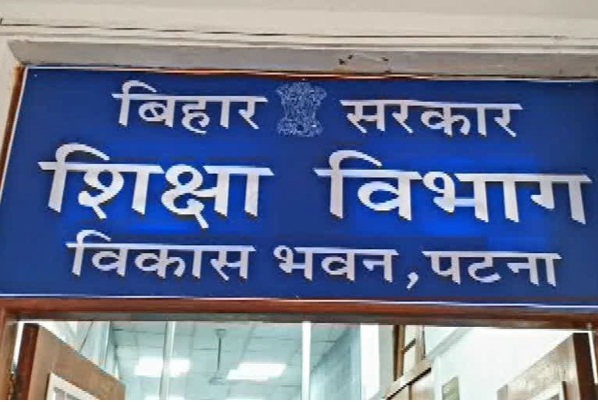 बिहार सरकार
शिक्षा विभाग
विकास भवन, पटना